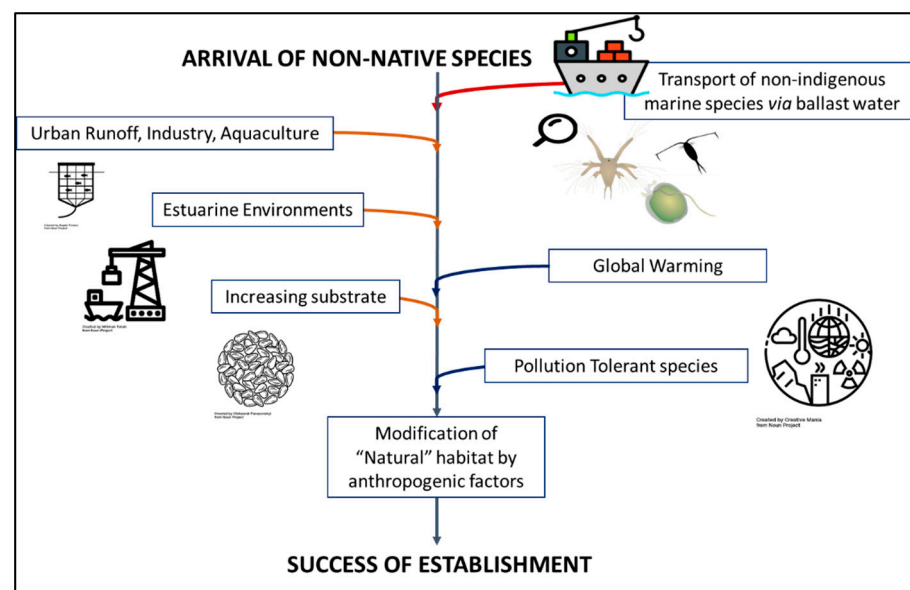 ARRIVAL OF NON-NATIVE SPECIES
Transport of non-indigenous
marine species via ballast water
Urban Runoff, Industry, Aquaculture
Estuarine Environments
Global Warming
Increasing substrate
Pollution Tolerant species
Created by Creative Mania
from Noun Project
Modification of
“Natural” habitat by
anthropogenic factors
SUCCESS OF ESTABLISHMENT